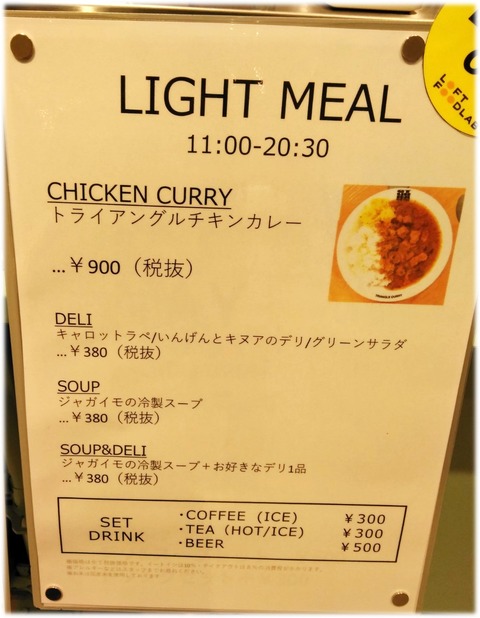 LOFT
FOODLAB
LIGHT MEAL
11:00-20:30
CHICKEN CURRY
トライアングルチキンカレー
...￥900（税抜）
TRIANGLE CURRY
DELI
キャロットラペ/いんげんとキヌアのデリ/グリーンサラダ
...￥380（税抜）
SOUP
ジャガイモの冷製スープ
...￥380（税抜）
SOUP&DELI
ジャガイモの冷製スープ＋お好きなデリ1品
...￥380（税抜）
SET
DRINK
・COFFEE (ICE) ￥300
・TEA (HOT/ICE) ￥300
・BEER ￥500